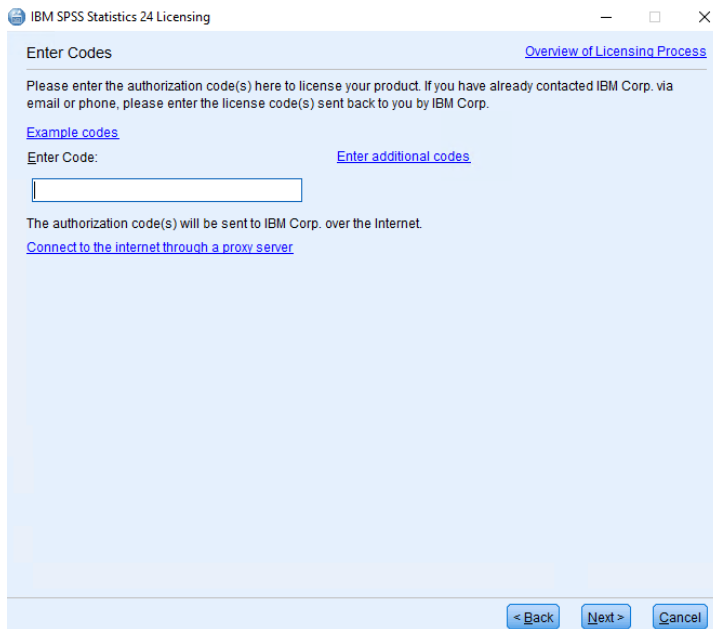 IBM SPSS Statistics 24 Licensing
Enter Codes
Overview of Licensing Process
Please enter the authorization code(s) here to license your product. If you have already contacted IBM Corp. via
email or phone, please enter the license code(s) sent back to you by IBM Corp.
Example codes
Enter Code:
Enter additional codes
The authorization code(s) will be sent to IBM Corp. over the Internet.
Connect to the internet through a proxy server
< Back
Next >
Cancel